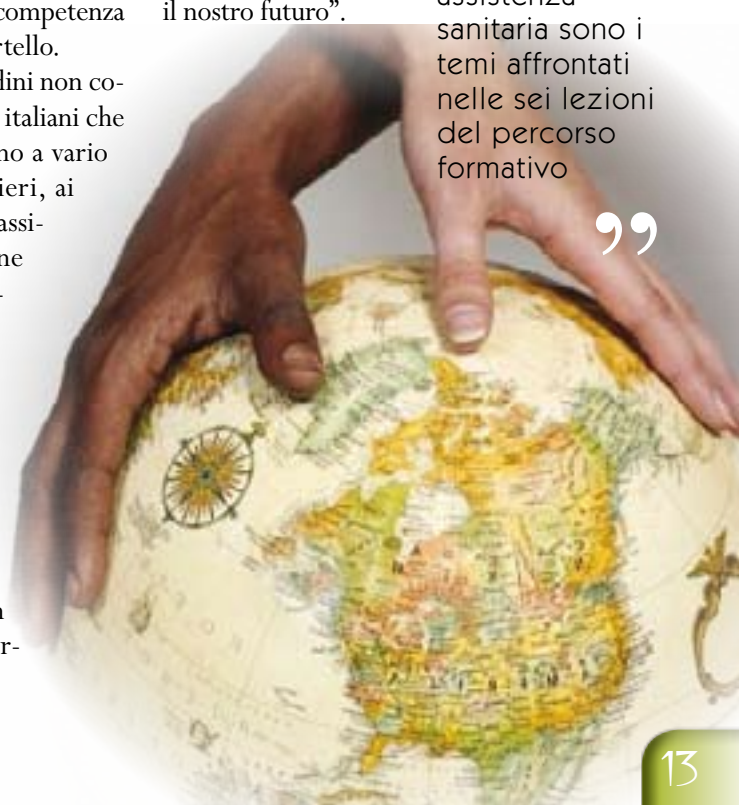 competenza
rtello.
dini non co-
italiani che
no a vario
ieri, ai
assi-
ne
-
r-
il nostro futuro”.
sanitaria sono i
temi affrontati
nelle sei lezioni
del percorso
formativo
”
13